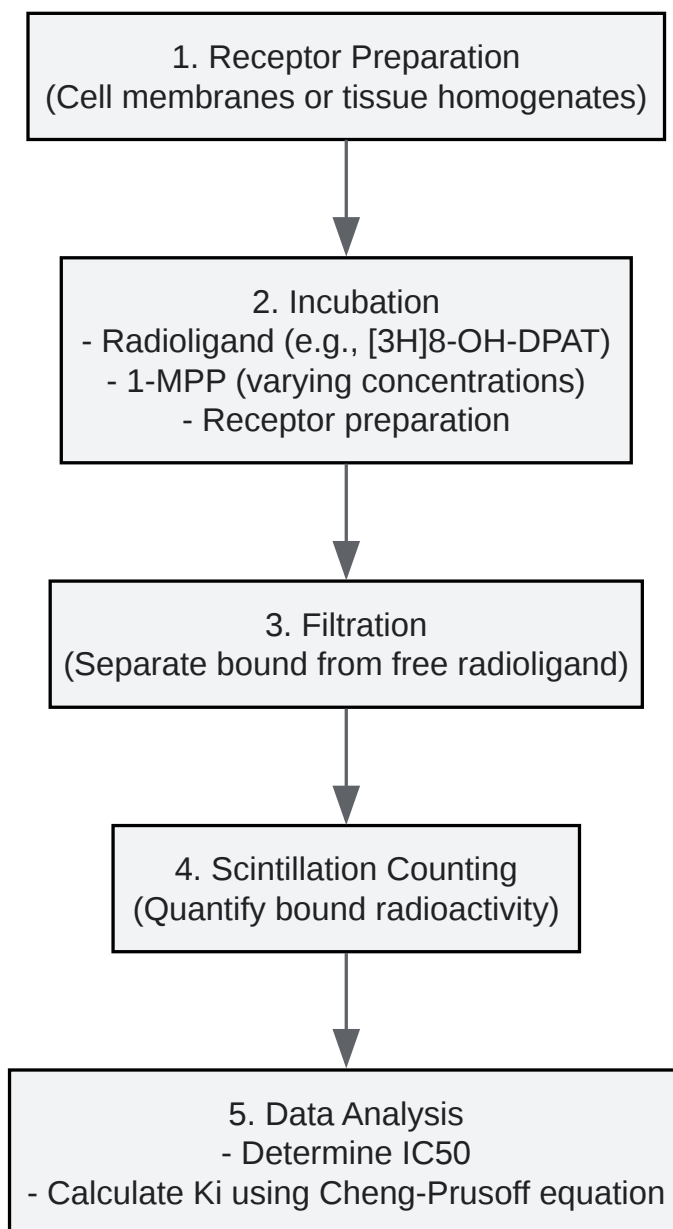 1. Receptor Preparation
(Cell membranes or tissue homogenates)
2. Incubation
- Radioligand (e.g., [3H]8-OH-DPAT)
- 1-MPP (varying concentrations)
- Receptor preparation
3. Filtration
(Separate bound from free radioligand)
4. Scintillation Counting
(Quantify bound radioactivity)
5. Data Analysis
- Determine IC50
- Calculate Ki using Cheng-Prusoff equation